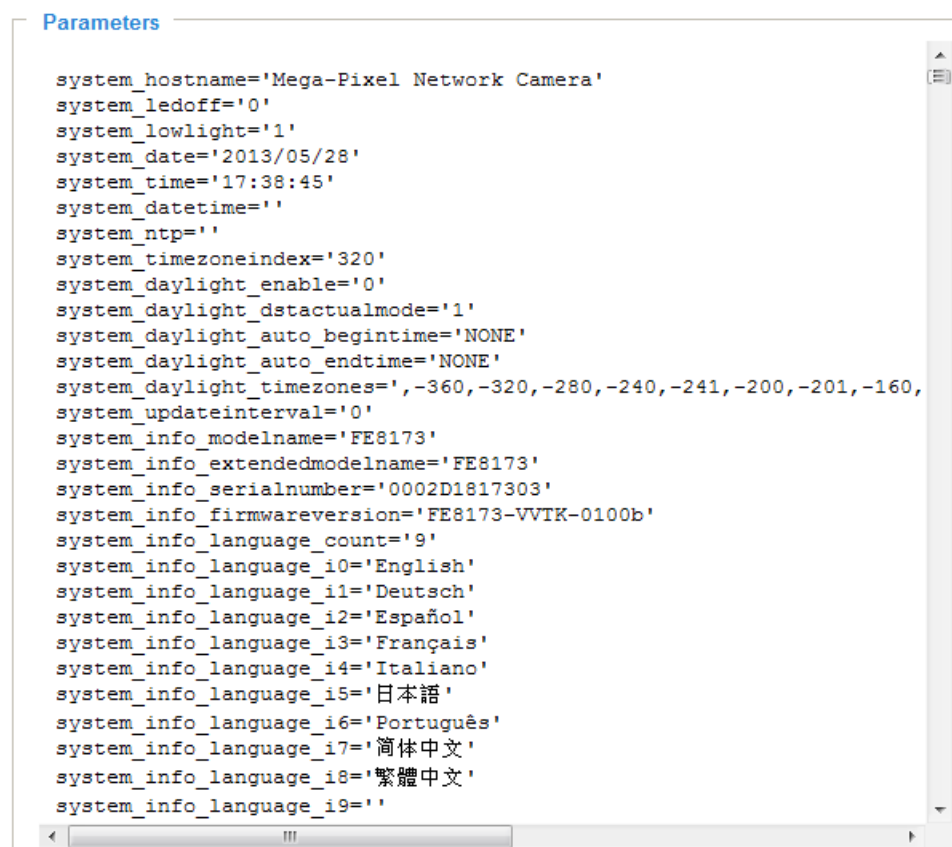 Parameters
system_hostname='Mega-Pixel Network Camera'
system_ledoff='0'
system_lowlight='1'
system_date='2013/05/28'
system_time='17:38:45'
system_datetime=''
system_ntp=''
system_timezoneindex='320'
system_daylight_enable='0'
system_daylight_dstactualmode='1'
system_daylight_auto_begintime='NONE'
system_daylight_auto_endtime='NONE'
system_daylight_timezones=',-360,-320,-280,-240,-241,-200,-201,-160,
system_updateinterval='0'
system_info_modelname='FE8173'
system_info_extendedmodelname='FE8173'
system_info_serialnumber='0002D1817303'
system_info_firmwareversion='FE8173-VVTK-0100b'
system_info_language_count='9'
system_info_language_i0='English'
system_info_language_i1='Deutsch'
system_info_language_i2='Español'
system_info_language_i3='Français'
system_info_language_i4='Italiano'
system_info_language_i5='日本語'
system_info_language_i6='Português'
system_info_language_i7='简体中文'
system_info_language_i8='繁體中文'
system_info_language_i9=''